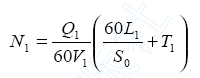 N₁ = Q₁/60V₁ (60L₁/S₀ + T₁)